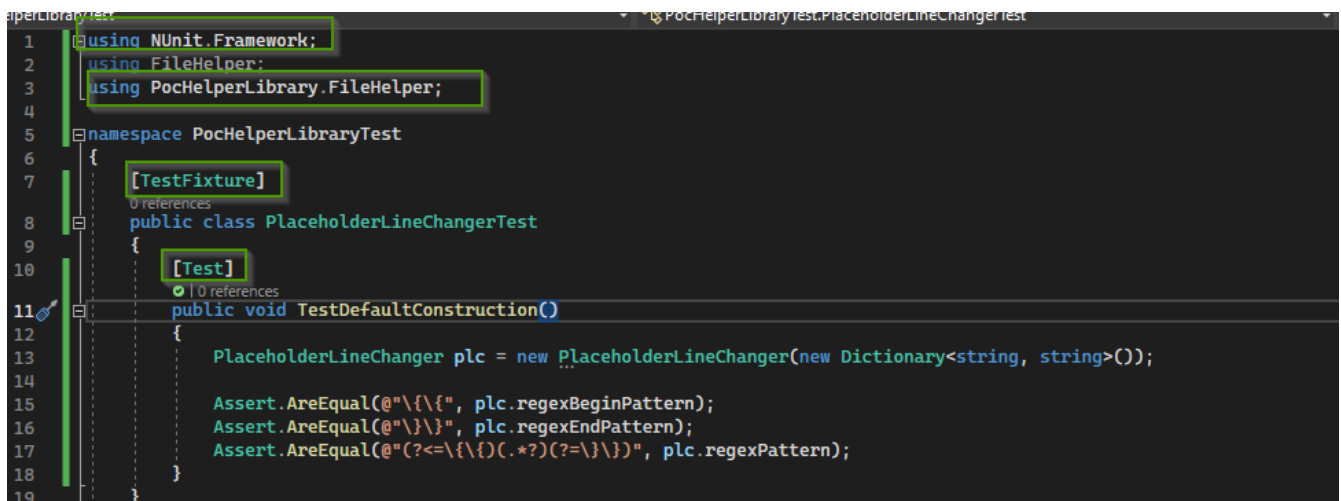 elperLibraryTest PocHelperLibraryTest.PlaceholderLineChangerTest
1 using NUnit.Framework;
2 using FileHelper;
3 using PocHelperLibrary.FileHelper;
4
5 namespace PocHelperLibraryTest
6 {
7 [TestFixture]
0 references
8 public class PlaceholderLineChangerTest
9 {
10 [Test]
0 references
11 public void TestDefaultConstruction()
12 {
13 PlaceholderLineChanger plc = new PlaceholderLineChanger(new Dictionary<string, string>());
14
15 Assert.AreEqual(@"\{\{", plc.regexBeginPattern);
16 Assert.AreEqual(@"\}\}", plc.regexEndPattern);
17 Assert.AreEqual(@"(?<=\{\{)(.*?)(?=\}\})", plc.regexPattern);
18 }
19 }